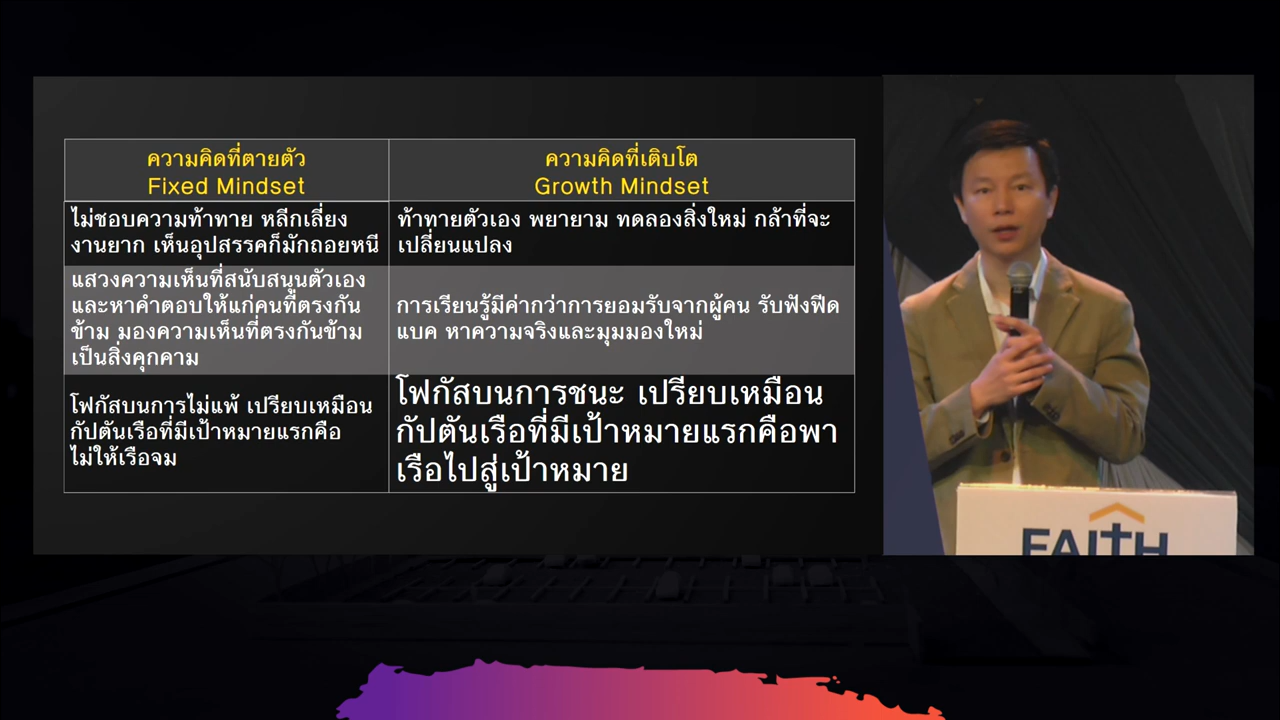 ความคิดที่ตายตัว
Fixed Mindset
ความคิดที่เติบโต
Growth Mindset
ไม่ชอบความท้าทาย หลีกเลี่ยง
งานยาก เห็นอุปสรรคก็มักถอยหนี
ท้าทายตัวเอง พยายาม ทดลองสิ่งใหม่ กล้าที่จะ
เปลี่ยนแปลง
แสวงความเห็นที่สนับสนุนตัวเอง
และหาคำตอบให้แก่คนที่ตรงกัน
ข้าม มองความเห็นที่ตรงกันข้าม
เป็นสิ่งคุกคาม
การเรียนรู้มีค่ากว่าการยอมรับจากผู้คน รับฟังฟีด
แบค หาความจริงและมุมมองใหม่
โฟกัสบนการไม่แพ้ เปรียบเหมือน
กัปตันเรือที่มีเป้าหมายแรกคือ
ไม่ให้เรือจม
โฟกัสบนการชนะ เปรียบเหมือน
กัปตันเรือที่มีเป้าหมายแรกคือพา
เรือไปสู่เป้าหมาย
FAITH